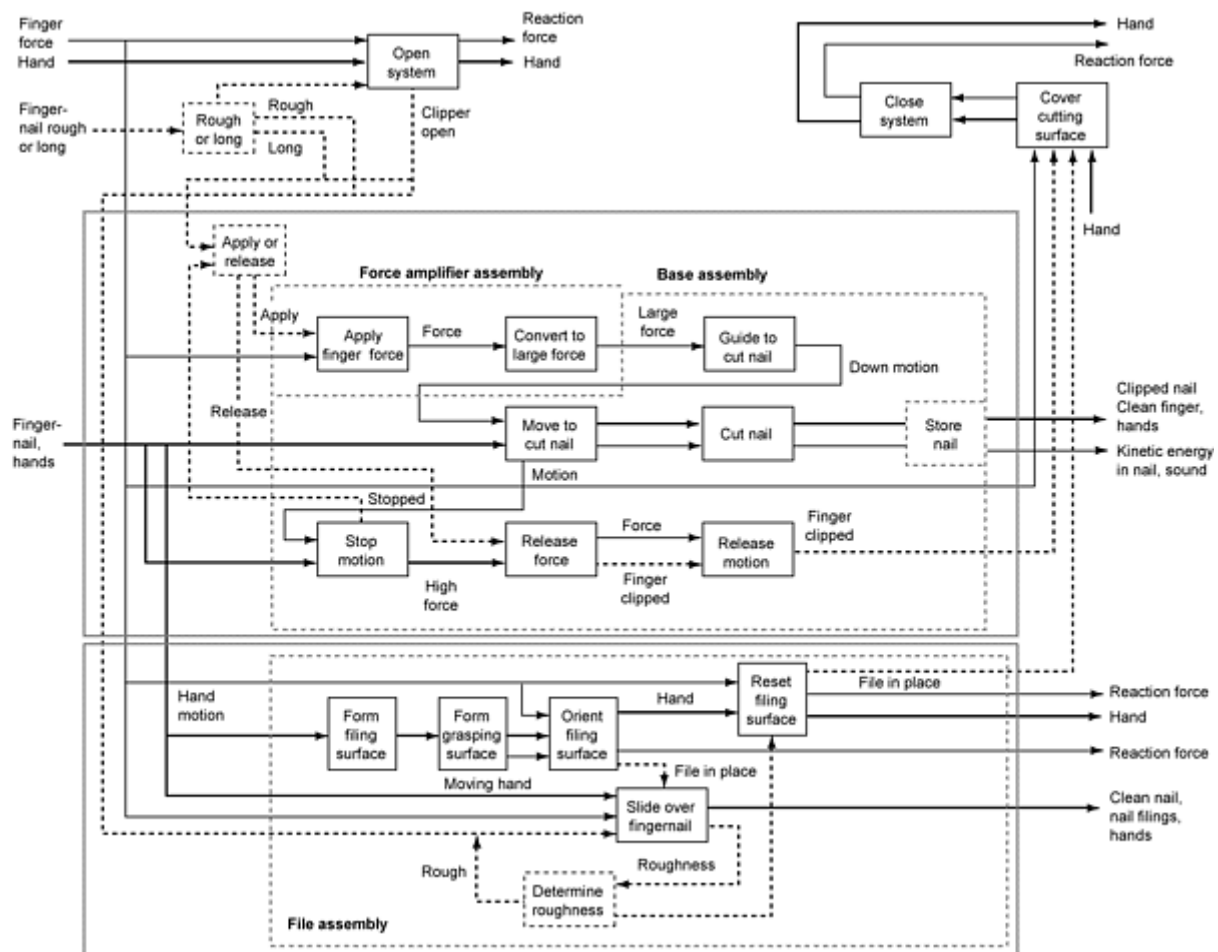 Finger
force
Hand
Open
system
Reaction
force
Hand
Hand
Reaction force
Close
system
Cover
cutting
surface
Finger-
nail rough
or long
Rough
or long
Rough
Long
Clipper
open
Hand
Apply or
release
Force amplifier assembly
Base assembly
Apply
Apply
finger force
Force
Convert to
large force
Large
force
Guide to
cut nail
Down motion
Release
Finger-
nail,
hands
Move to
cut nail
Cut nail
Store
nail
Clipped nail
Clean finger,
hands
Kinetic energy
in nail, sound
Motion
Stopped
Stop
motion
High
force
Release
force
Force
Finger
clipped
Release
motion
Finger
clipped
Hand
motion
Form
filing
surface
Form
grasping
surface
Orient
filing
surface
Hand
Reset
filing
surface
File in place
Reaction force
Hand
Reaction force
File in place
Moving hand
Slide over
fingernail
Clean nail,
nail filings,
hands
Rough
Roughness
Determine
roughness
File assembly